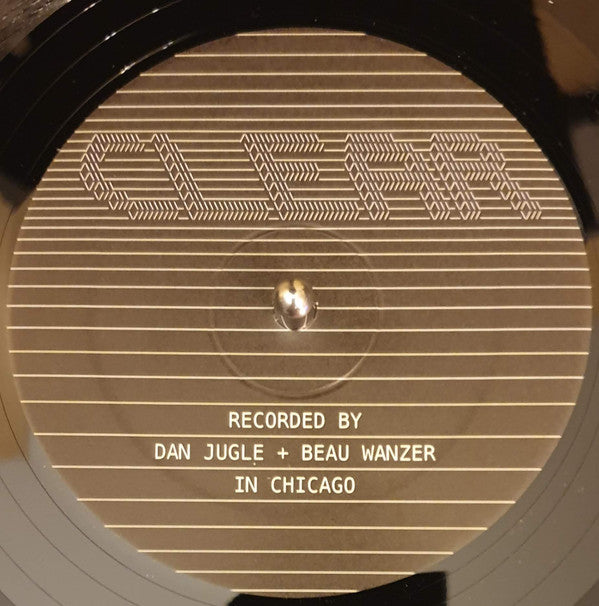 CLEAR
RECORDED BY
DAN JUGLE + BEAU WANZER
IN CHICAGO